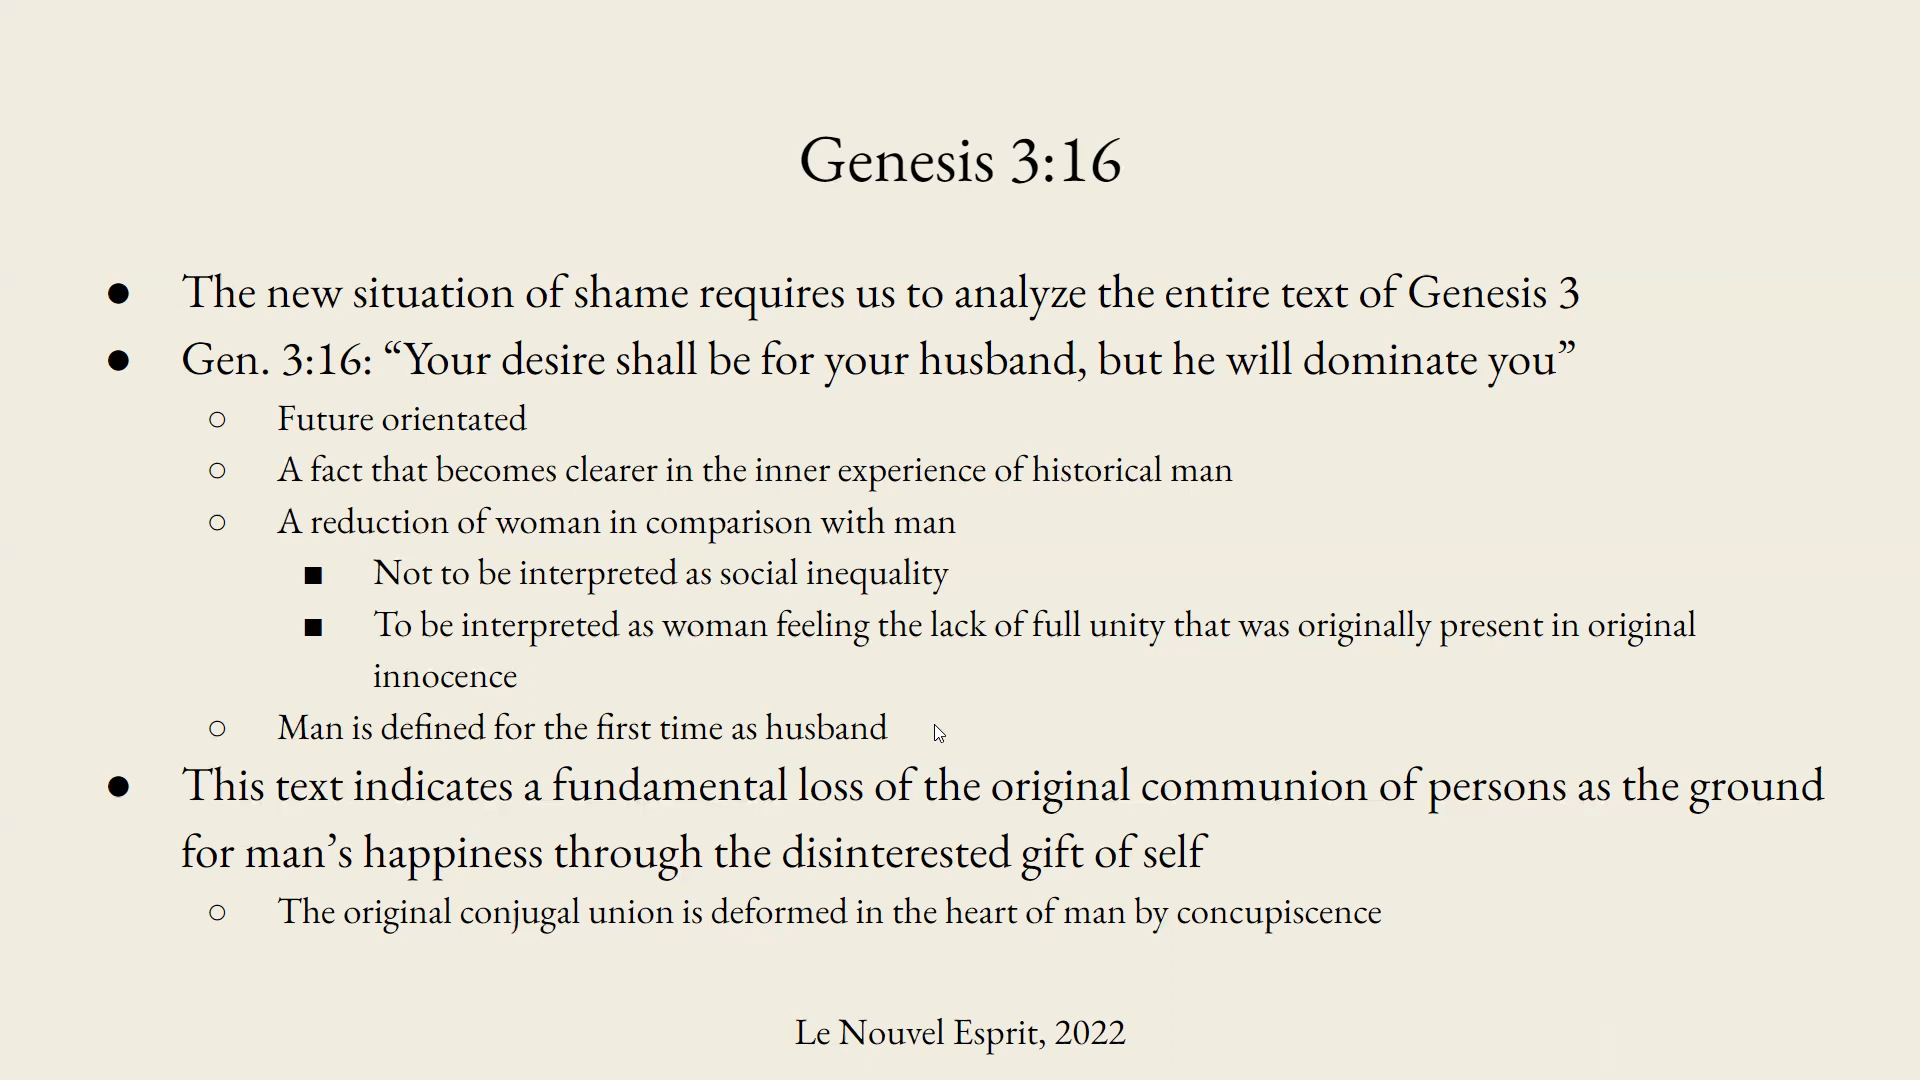 Genesis 3:16
● The new situation of shame requires us to analyze the entire text of Genesis 3
● Gen. 3:16: “Your desire shall be for your husband, but he will dominate you”
○ Future orientated
○ A fact that becomes clearer in the inner experience of historical man
○ A reduction of woman in comparison with man
■ Not to be interpreted as social inequality
■ To be interpreted as woman feeling the lack of full unity that was originally present in original
innocence
○ Man is defined for the first time as husband
● This text indicates a fundamental loss of the original communion of persons as the ground
for man’s happiness through the disinterested gift of self
○ The original conjugal union is deformed in the heart of man by concupiscence
Le Nouvel Esprit, 2022